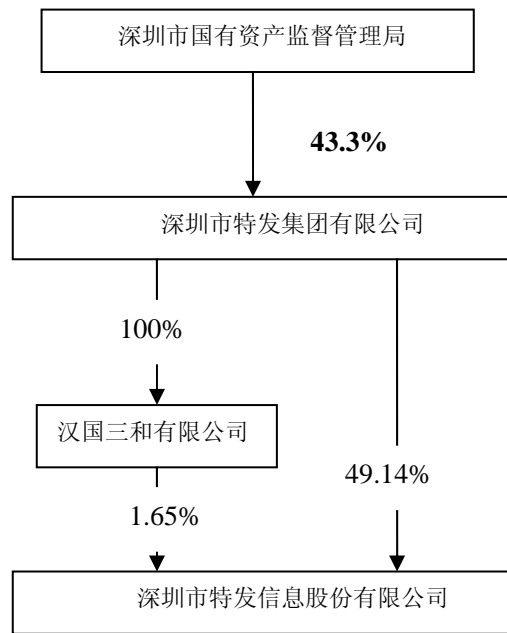 深圳市国有资产监督管理局
43.3%
深圳市特发集团有限公司
100%
汉国三和有限公司
49.14%
1.65%
深圳市特发信息股份有限公司